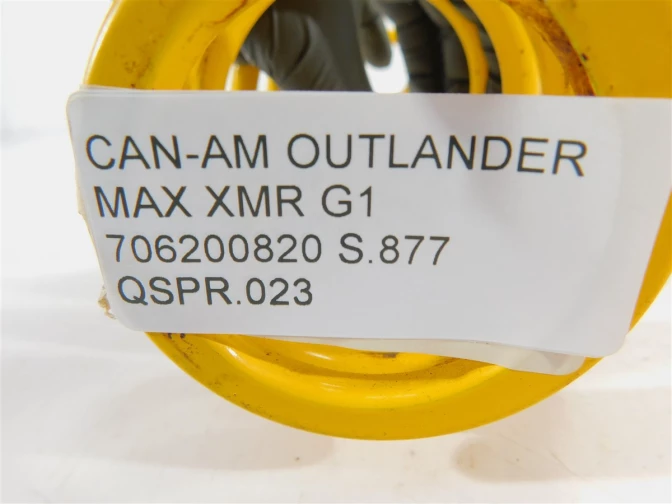 CAN-AM OUTLANDER
MAX XMR G1
706200820 S.877
QSPR.023